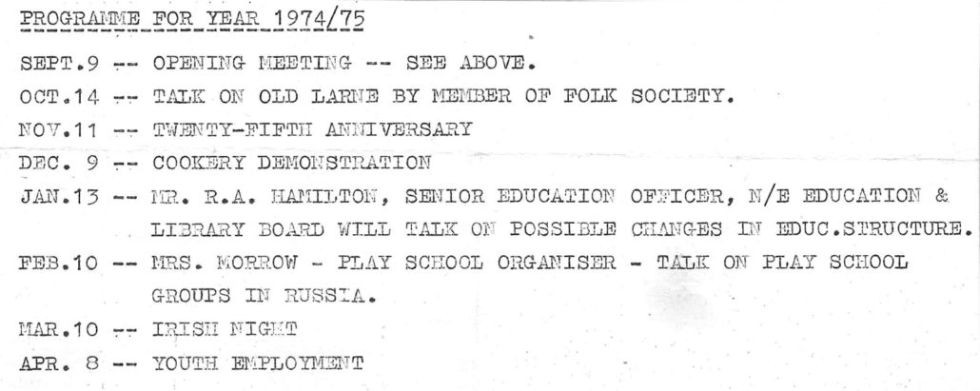 PROGRAMME FOR YEAR 1974/75
SEPT.9 -- OPENING MEETING -- SEE ABOVE.
OCT.14 -- TALK ON OLD LARNE BY MEMBER OF FOLK SOCIETY.
NOV.11 -- TWENTY-FIFTH ANNIVERSARY
DEC. 9 -- COOKERY DEMONSTRATION
JAN.13 -- MR. R.A. HAMILTON, SENIOR EDUCATION OFFICER, N/E EDUCATION &
LIBRARY BOARD WILL TALK ON POSSIBLE CHANGES IN EDUC.STRUCTURE.
FEB.10 -- MRS. MORROW - PLAY SCHOOL ORGANISER - TALK ON PLAY SCHOOL
GROUPS IN RUSSIA.
MAR.10 -- IRISH NIGHT
APR. 8 -- YOUTH EMPLOYMENT